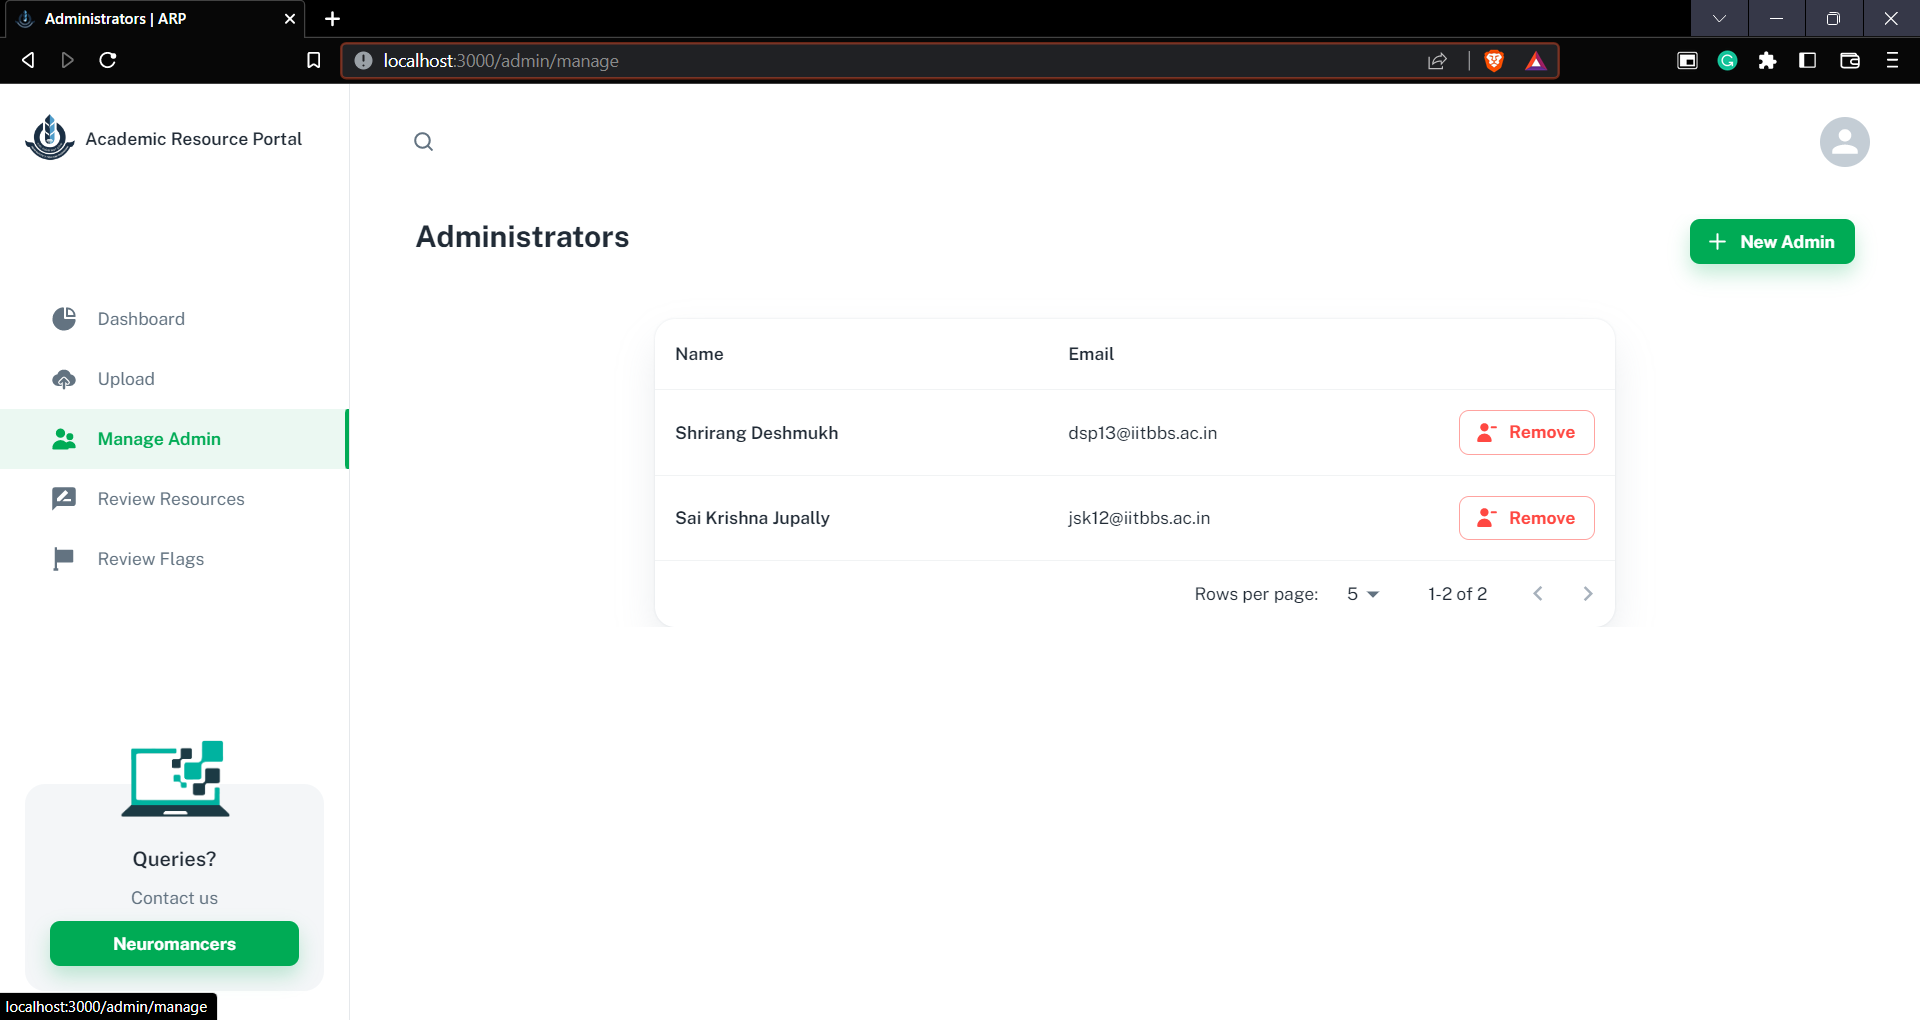 Administrators | ARP
localhost:3000/admin/manage
Academic Resource Portal
Administrators
New Admin
Dashboard
Upload
Manage Admin
Review Resources
Review Flags
Name Email
Shrirang Deshmukh dsp13@iitbbs.ac.in Remove
Sai Krishna Jupally jsk12@iitbbs.ac.in Remove
Rows per page: 5 1-2 of 2
Queries?
Contact us
Neuromancers
localhost:3000/admin/manage